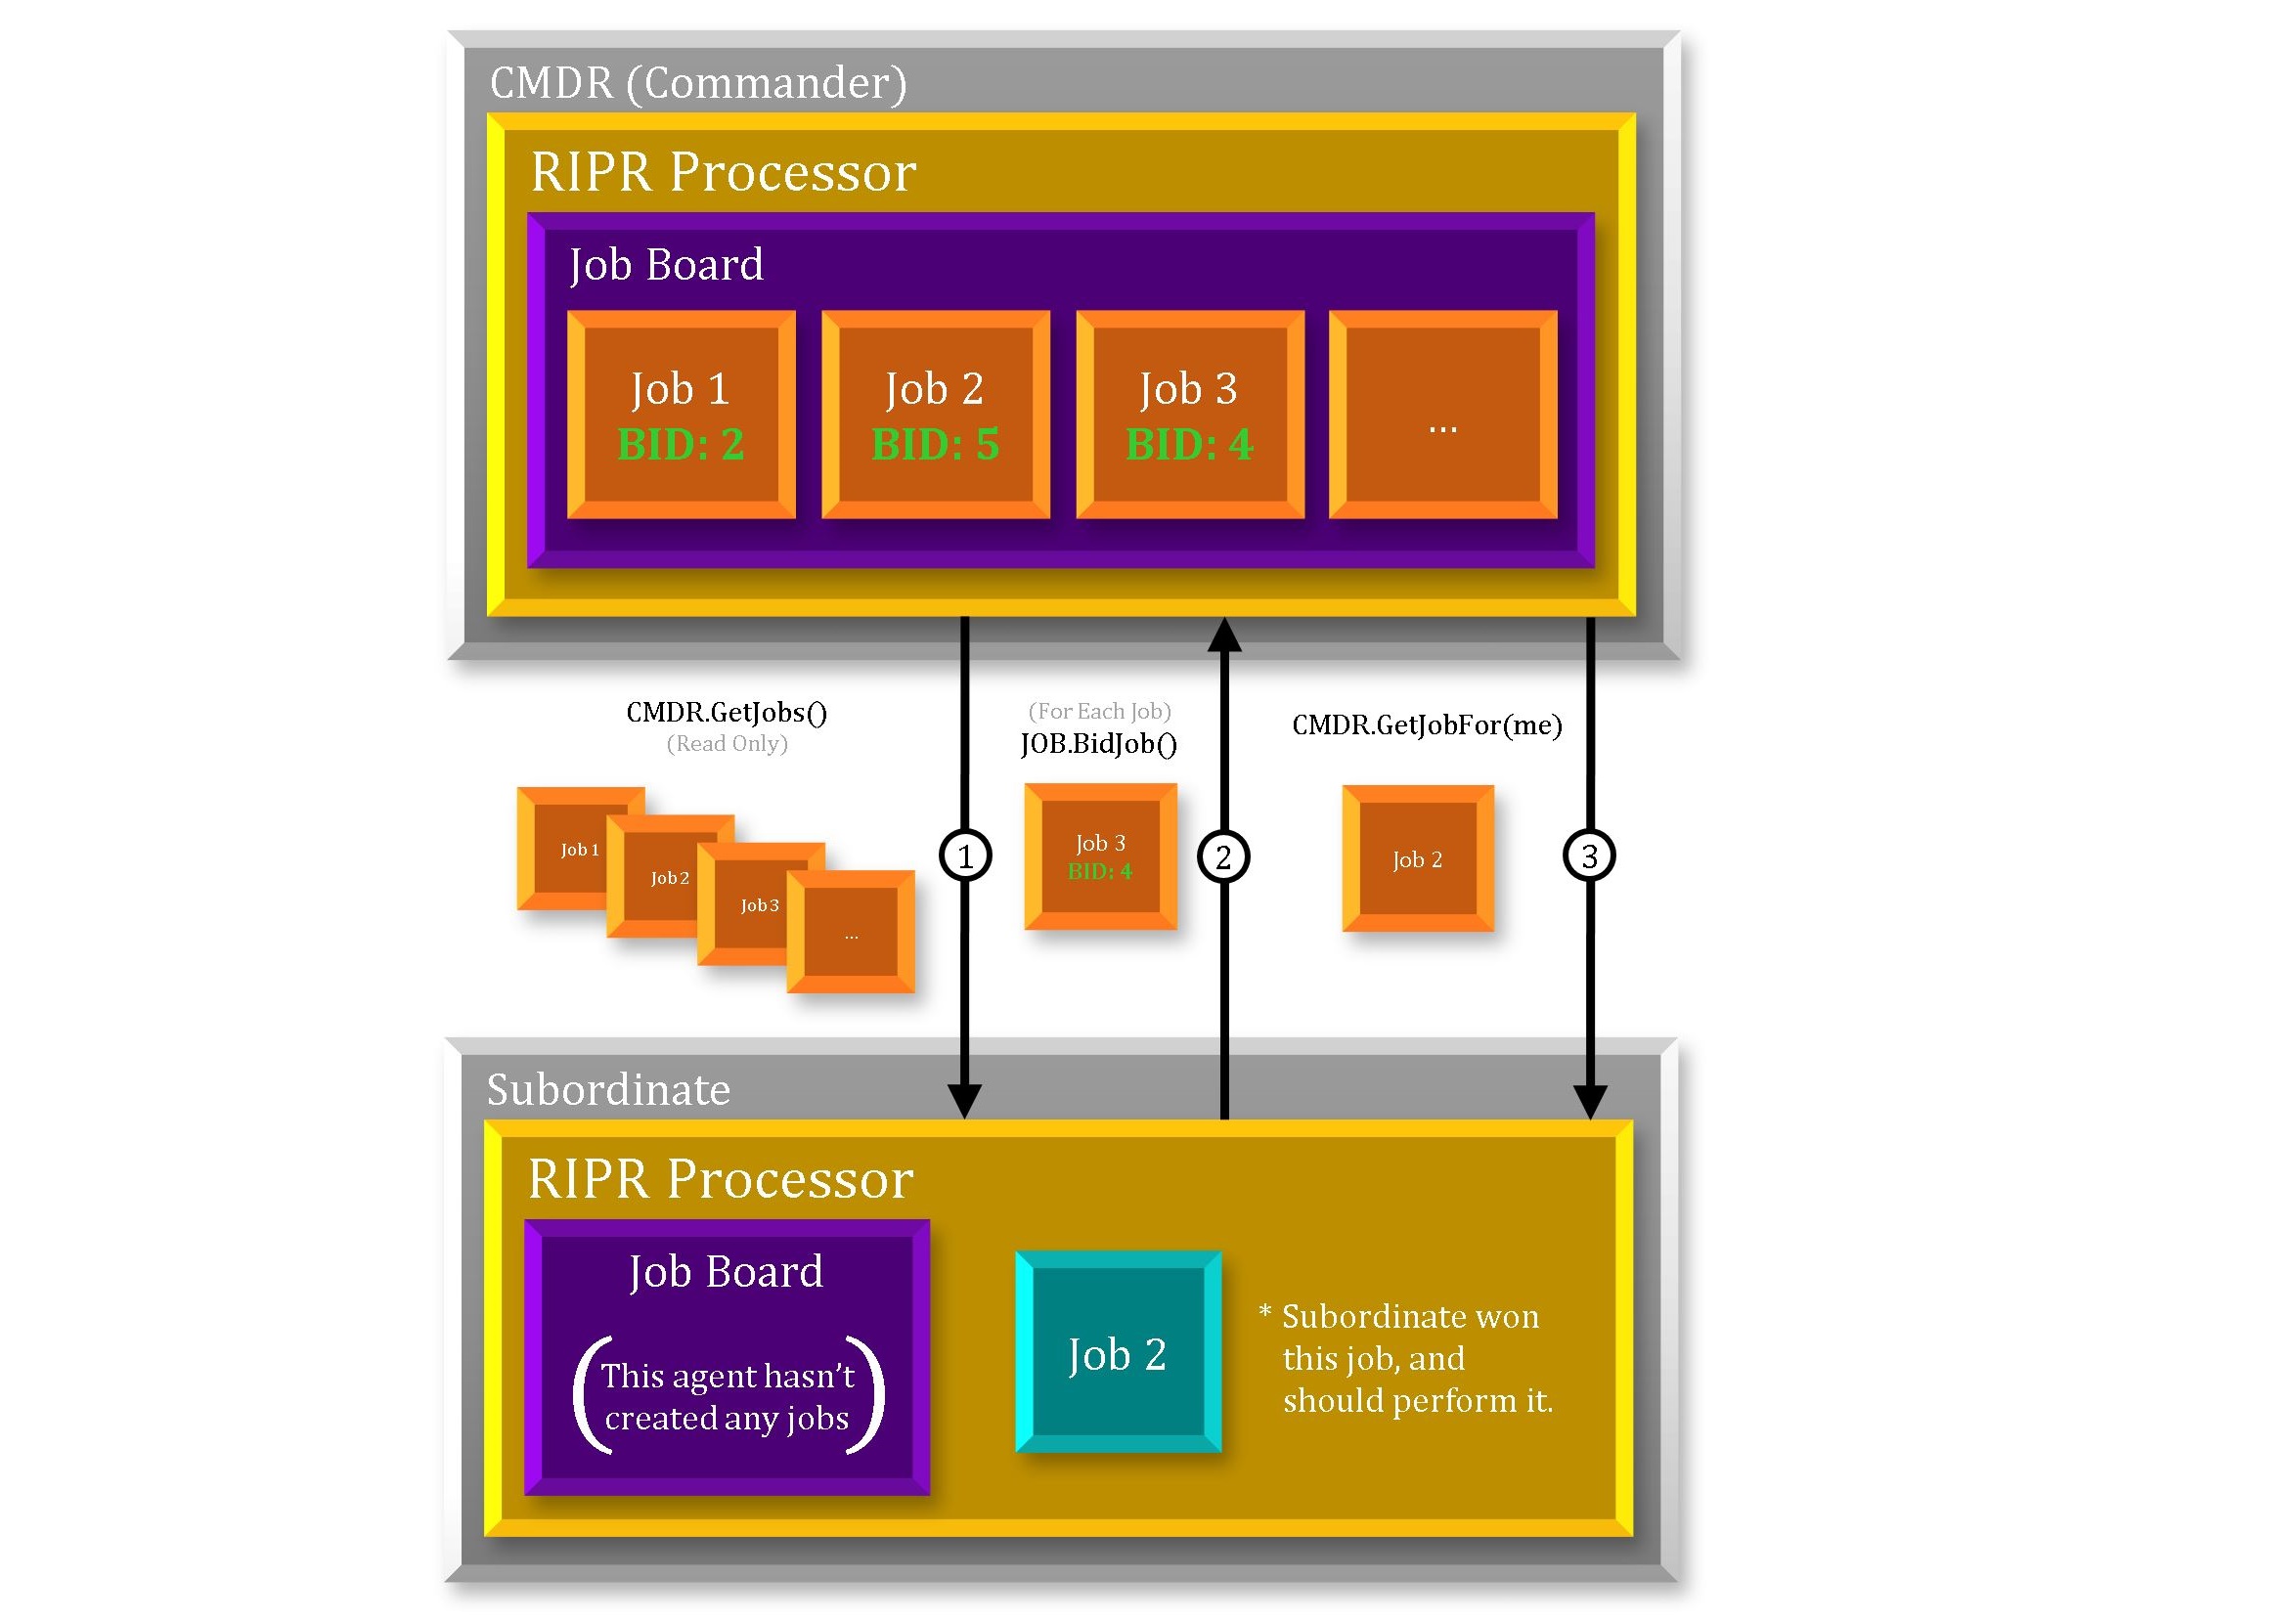 CMDR (Commander)
RIPR Processor
Job Board
Job 1
BID: 2
Job 2
BID: 5
Job 3
BID: 4
...
CMDR.GetJobs()
(Read Only)
Job 1
Job 2
Job 3
...
1
(For Each Job)
JOB.BidJob()
Job 3
BID: 4
2
CMDR.GetJobFor(me)
Job 2
3
Subordinate
RIPR Processor
Job Board
(This agent hasn't
created any jobs)
Job 2
* Subordinate won
this job, and
should perform it.